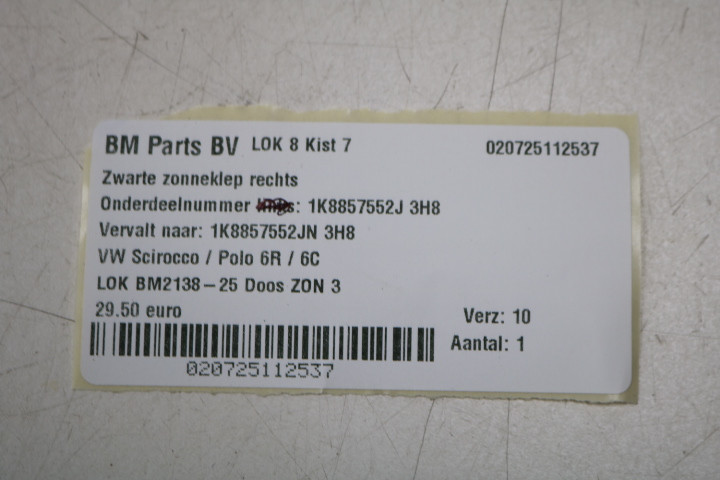 BM Parts BV LOK 8 Kist 7 020725112537
Zwarte zonneklep rechts
Onderdeelnummer : 1K8857552J 3H8
Vervalt naar: 1K8857552JN 3H8
VW Scirocco / Polo 6R / 6C
LOK BM2138-25 Doos ZON 3
29.50 euro Verz: 10
Aantal: 1
020725112537